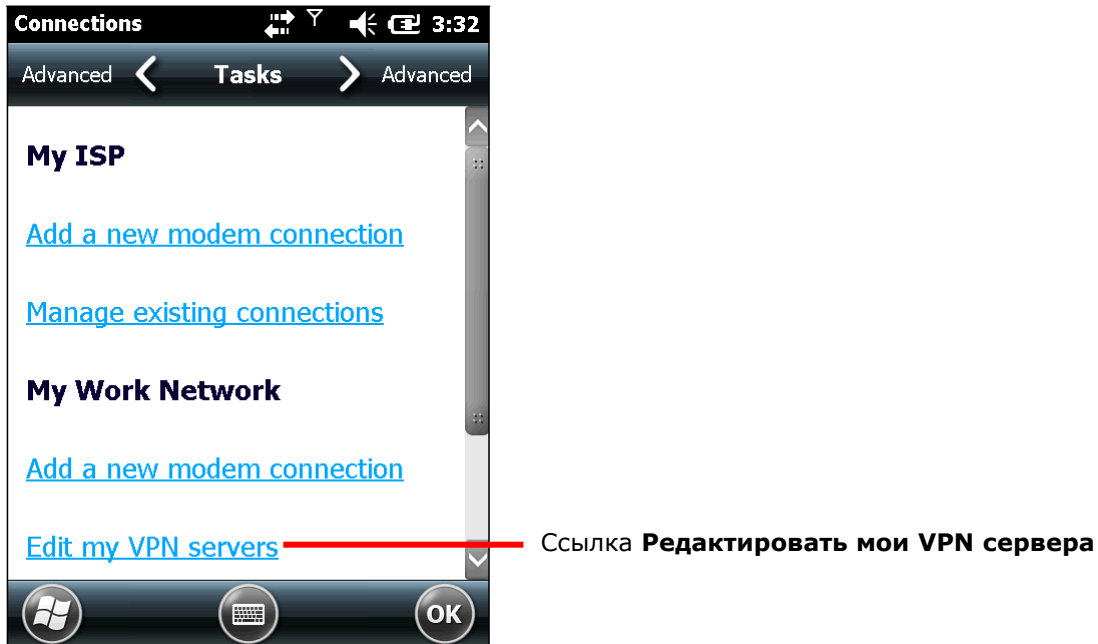 Connections 3:32
Advanced Tasks Advanced
My ISP
Add a new modem connection
Manage existing connections
My Work Network
Add a new modem connection
Edit my VPN servers
Ссылка Редактировать мои VPN сервера
OK